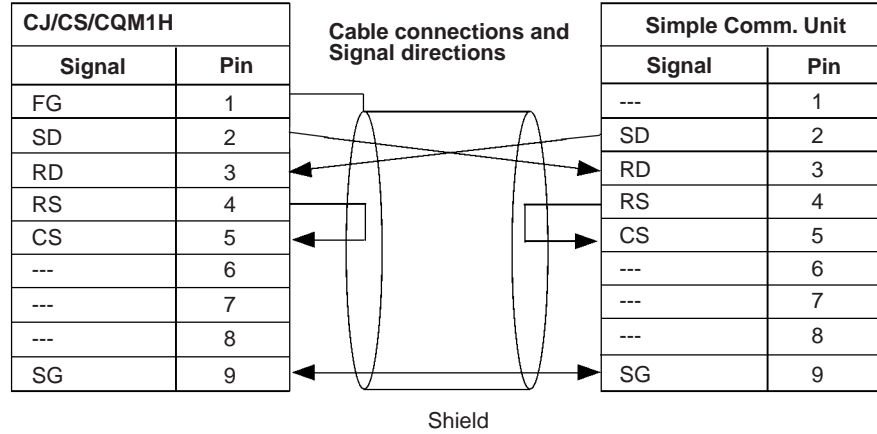 CJ/CS/CQM1H
Signal Pin
FG 1
SD 2
RD 3
RS 4
CS 5
--- 6
--- 7
--- 8
SG 9
Cable connections and
Signal directions
Simple Comm. Unit
Signal Pin
--- 1
SD 2
RD 3
RS 4
CS 5
--- 6
--- 7
--- 8
SG 9
Shield